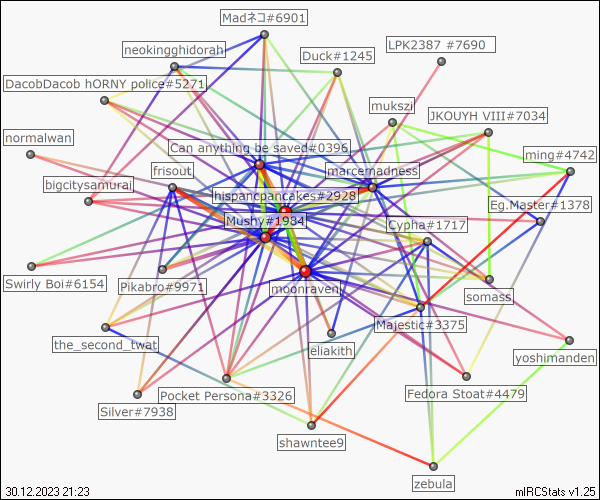 Madネコ#6901
neokingghidorah
LPK2387 #7690
Duck#1245
DacobDacob hORNY police#5271
mukszi
JKOUYH VIII#7034
normalwan
Can anything be saved#0396
ming#4742
frisout
marcemadness
bigcitysamurai
hispancpancakes#2928
Eg.Master#1378
Mushy#1984
Cypha#1717
Swirly Boi#6154
Pikabro#9971
moonraven
somass
Majestic#3375
the_second_twat
eliakith
yoshimanden
Silver#7938
Pocket Persona#3326
Fedora Stoat#4479
shawntee9
zebula
30.12.2023 21:23
mIRCStats v1.25